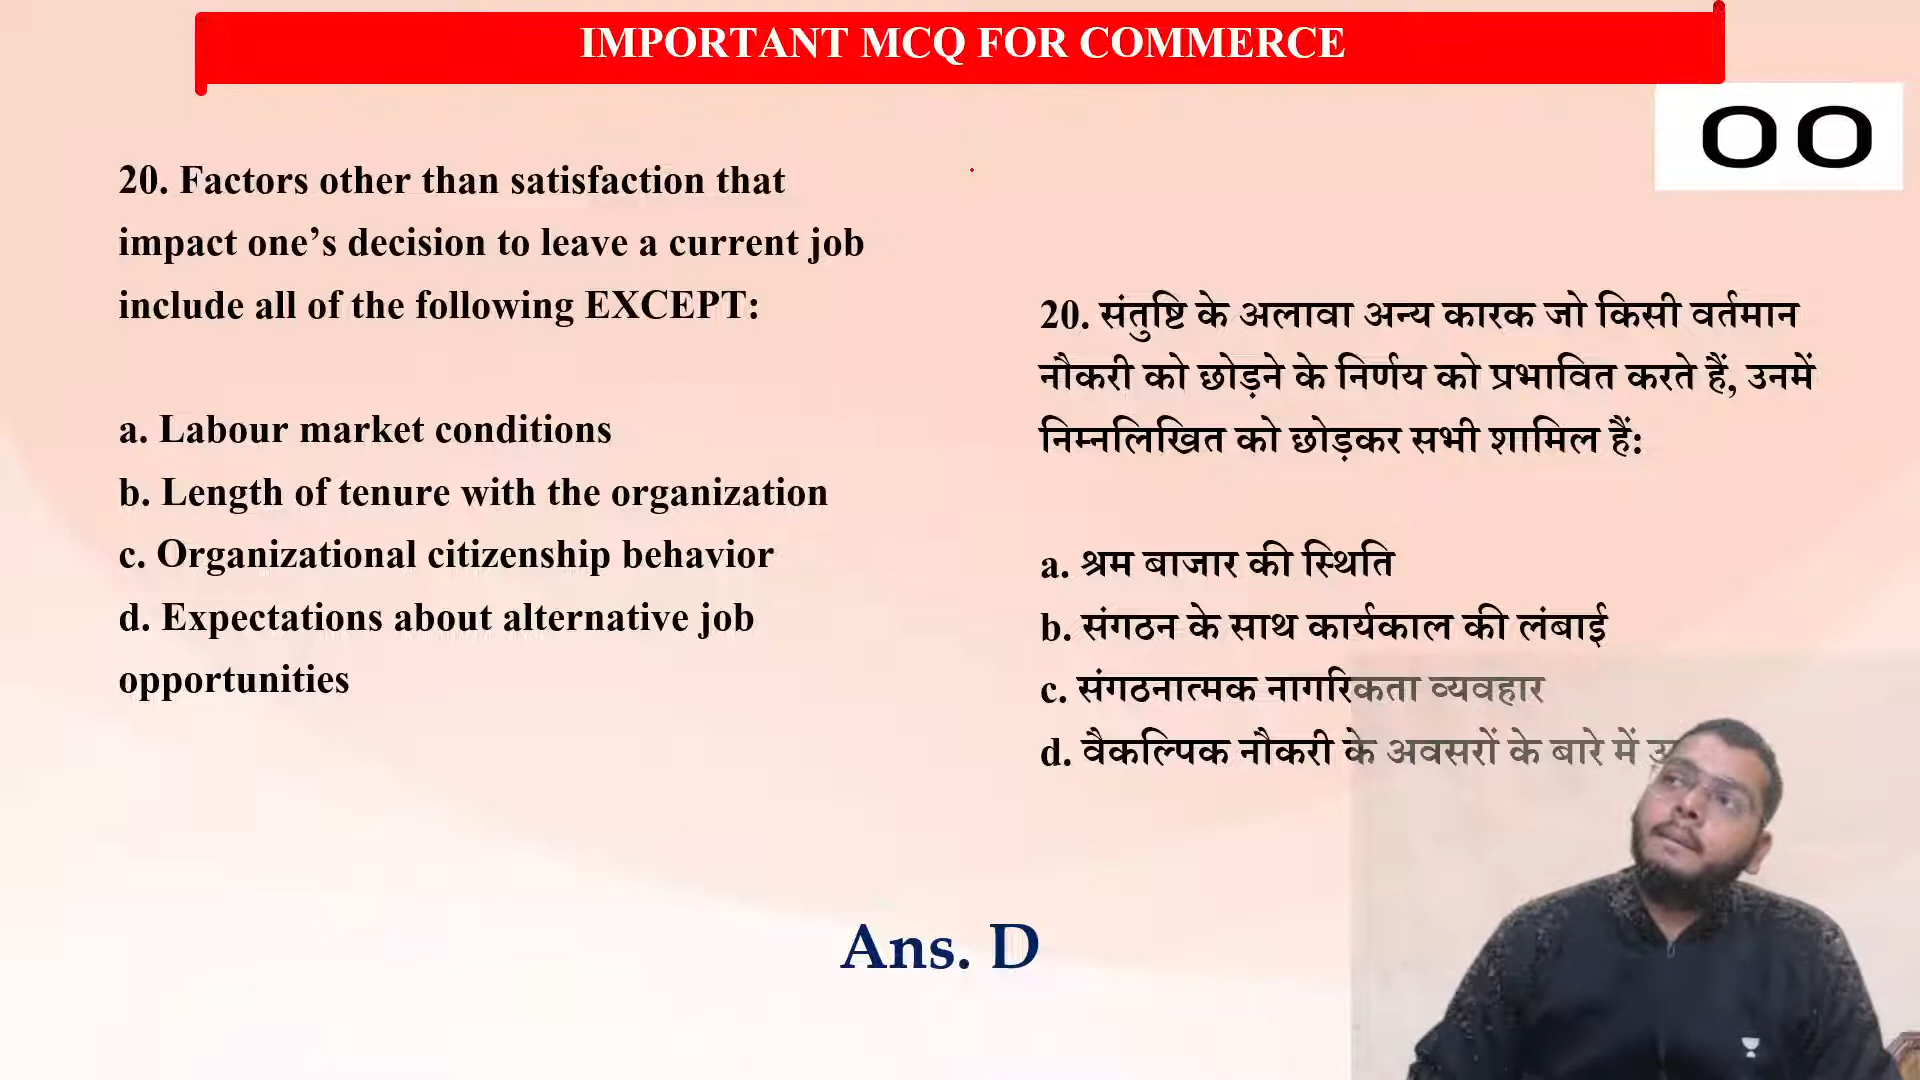 IMPORTANT MCQ FOR COMMERCE
00
20. Factors other than satisfaction that
impact one’s decision to leave a current job
include all of the following EXCEPT:
a. Labour market conditions
b. Length of tenure with the organization
c. Organizational citizenship behavior
d. Expectations about alternative job
opportunities
20. संतुष्टि के अलावा अन्य कारक जो किसी वर्तमान
नौकरी को छोड़ने के निर्णय को प्रभावित करते हैं, उनमें
निम्नलिखित को छोड़कर सभी शामिल हैं:
a. श्रम बाजार की स्थिति
b. संगठन के साथ कार्यकाल की लंबाई
c. संगठनात्मक नागरिकता व्यवहार
d. वैकल्पिक नौकरी के अवसरों के बारे में
Ans. D